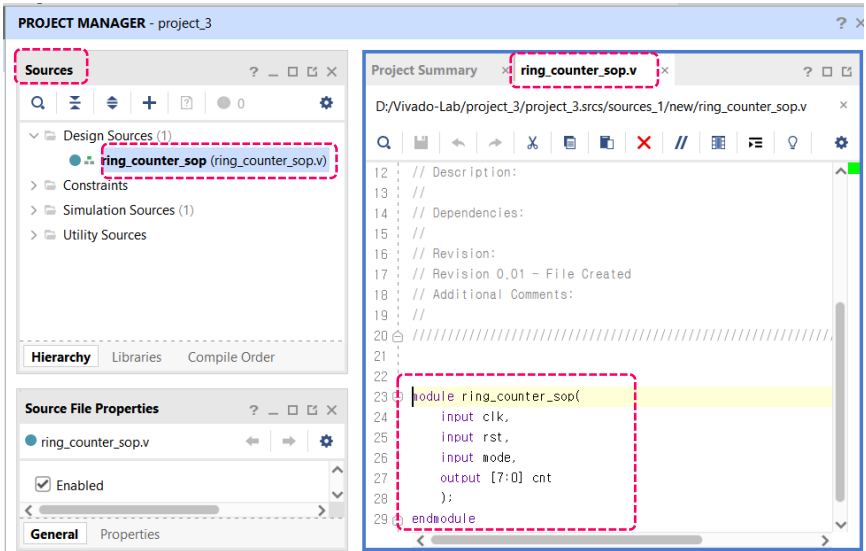 PROJECT MANAGER - project_3
Sources
0
Design Sources (1)
ring_counter_sop (ring_counter_sop.v)
Constraints
Simulation Sources (1)
Utility Sources
Hierarchy Libraries Compile Order
Source File Properties
ring_counter_sop.v
Enabled
General Properties
Project Summary × ring_counter_sop.v ×
D:/Vivado-Lab/project_3/project_3.srcs/sources_1/new/ring_counter_sop.v
12 // Description:
13 //
14 // Dependencies:
15 //
16 // Revision:
17 // Revision 0.01 - File Created
18 // Additional Comments:
19 //
20 ////////////////////////////////////////////////////////////
21
22
23 module ring_counter_sop(
24 input clk,
25 input rst,
26 input mode,
27 output [7:0] cnt
28 );
29 endmodule